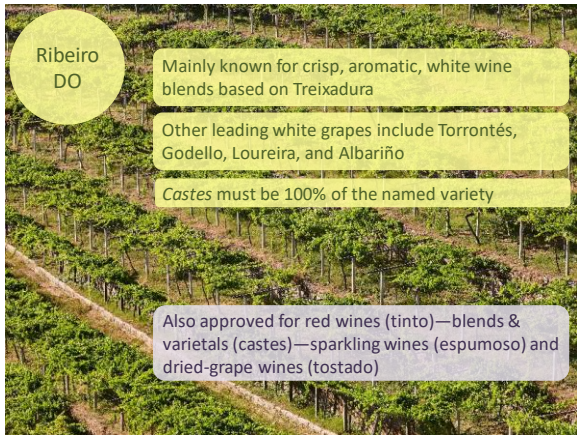 Ribeiro
DO
Mainly known for crisp, aromatic, white wine
blends based on Treixadura
Other leading white grapes include Torrontés,
Godello, Loureira, and Albariño
Castes must be 100% of the named variety
Also approved for red wines (tinto)—blends &
varietals (castes)—sparkling wines (espumoso) and
dried-grape wines (tostado)